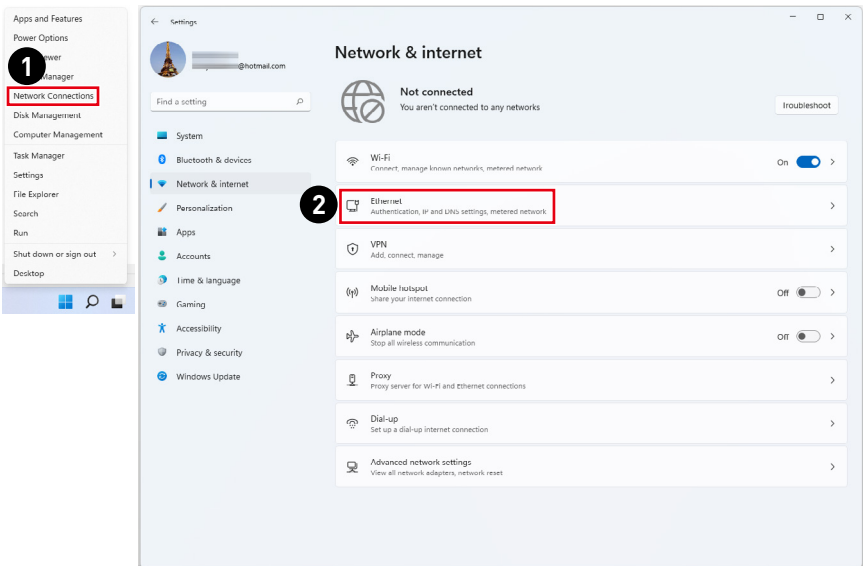 Apps and Features
Power Options
1
Network Connections
Disk Management
Computer Management
Task Manager
Settings
File Explorer
Search
Run
Shut down or sign out
Desktop
Settings
@hotmail.com
Find a setting
System
Bluetooth & devices
Network & internet
Personalization
Apps
Accounts
Time & language
Gaming
Accessibility
Privacy & security
Windows Update
Network & internet
Not connected
You aren't connected to any networks
Troubleshoot
Wi-Fi
Connect, manage known networks, metered network
On
2
Ethernet
Authentication, IP and DNS settings, metered network
VPN
Add, connect, manage
Mobile hotspot
Share your internet connection
Off
Airplane mode
Stop all wireless communication
Off
Proxy
Proxy server for Wi-Fi and Ethernet connections
Dial-up
Set up a dial-up internet connection
Advanced network settings
View all network adapters, network reset